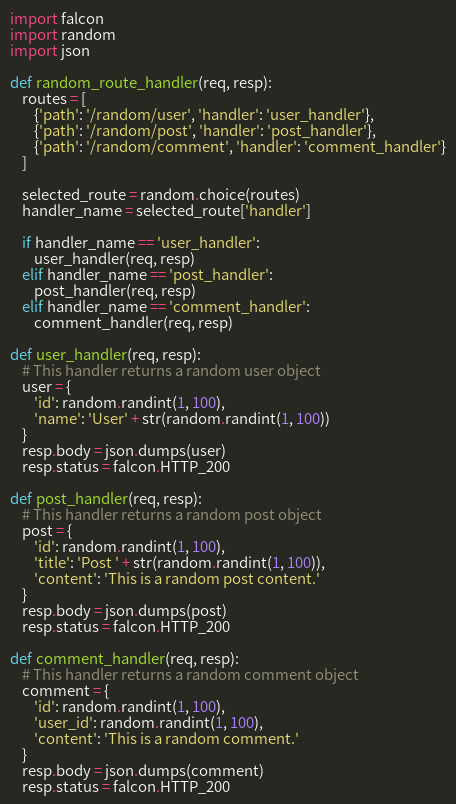 import falcon
import random
import json

def random_route_handler(req, resp):
    routes = [
        {'path': '/random/user', 'handler': 'user_handler'},
        {'path': '/random/post', 'handler': 'post_handler'},
        {'path': '/random/comment', 'handler': 'comment_handler'}
    ]

    selected_route = random.choice(routes)
    handler_name = selected_route['handler']

    if handler_name == 'user_handler':
        user_handler(req, resp)
    elif handler_name == 'post_handler':
        post_handler(req, resp)
    elif handler_name == 'comment_handler':
        comment_handler(req, resp)

def user_handler(req, resp):
    # This handler returns a random user object
    user = {
        'id': random.randint(1, 100),
        'name': 'User' + str(random.randint(1, 100))
    }
    resp.body = json.dumps(user)
    resp.status = falcon.HTTP_200

def post_handler(req, resp):
    # This handler returns a random post object
    post = {
        'id': random.randint(1, 100),
        'title': 'Post ' + str(random.randint(1, 100)),
        'content': 'This is a random post content.'
    }
    resp.body = json.dumps(post)
    resp.status = falcon.HTTP_200

def comment_handler(req, resp):
    # This handler returns a random comment object
    comment = {
        'id': random.randint(1, 100),
        'user_id': random.randint(1, 100),
        'content': 'This is a random comment.'
    }
    resp.body = json.dumps(comment)
    resp.status = falcon.HTTP_200